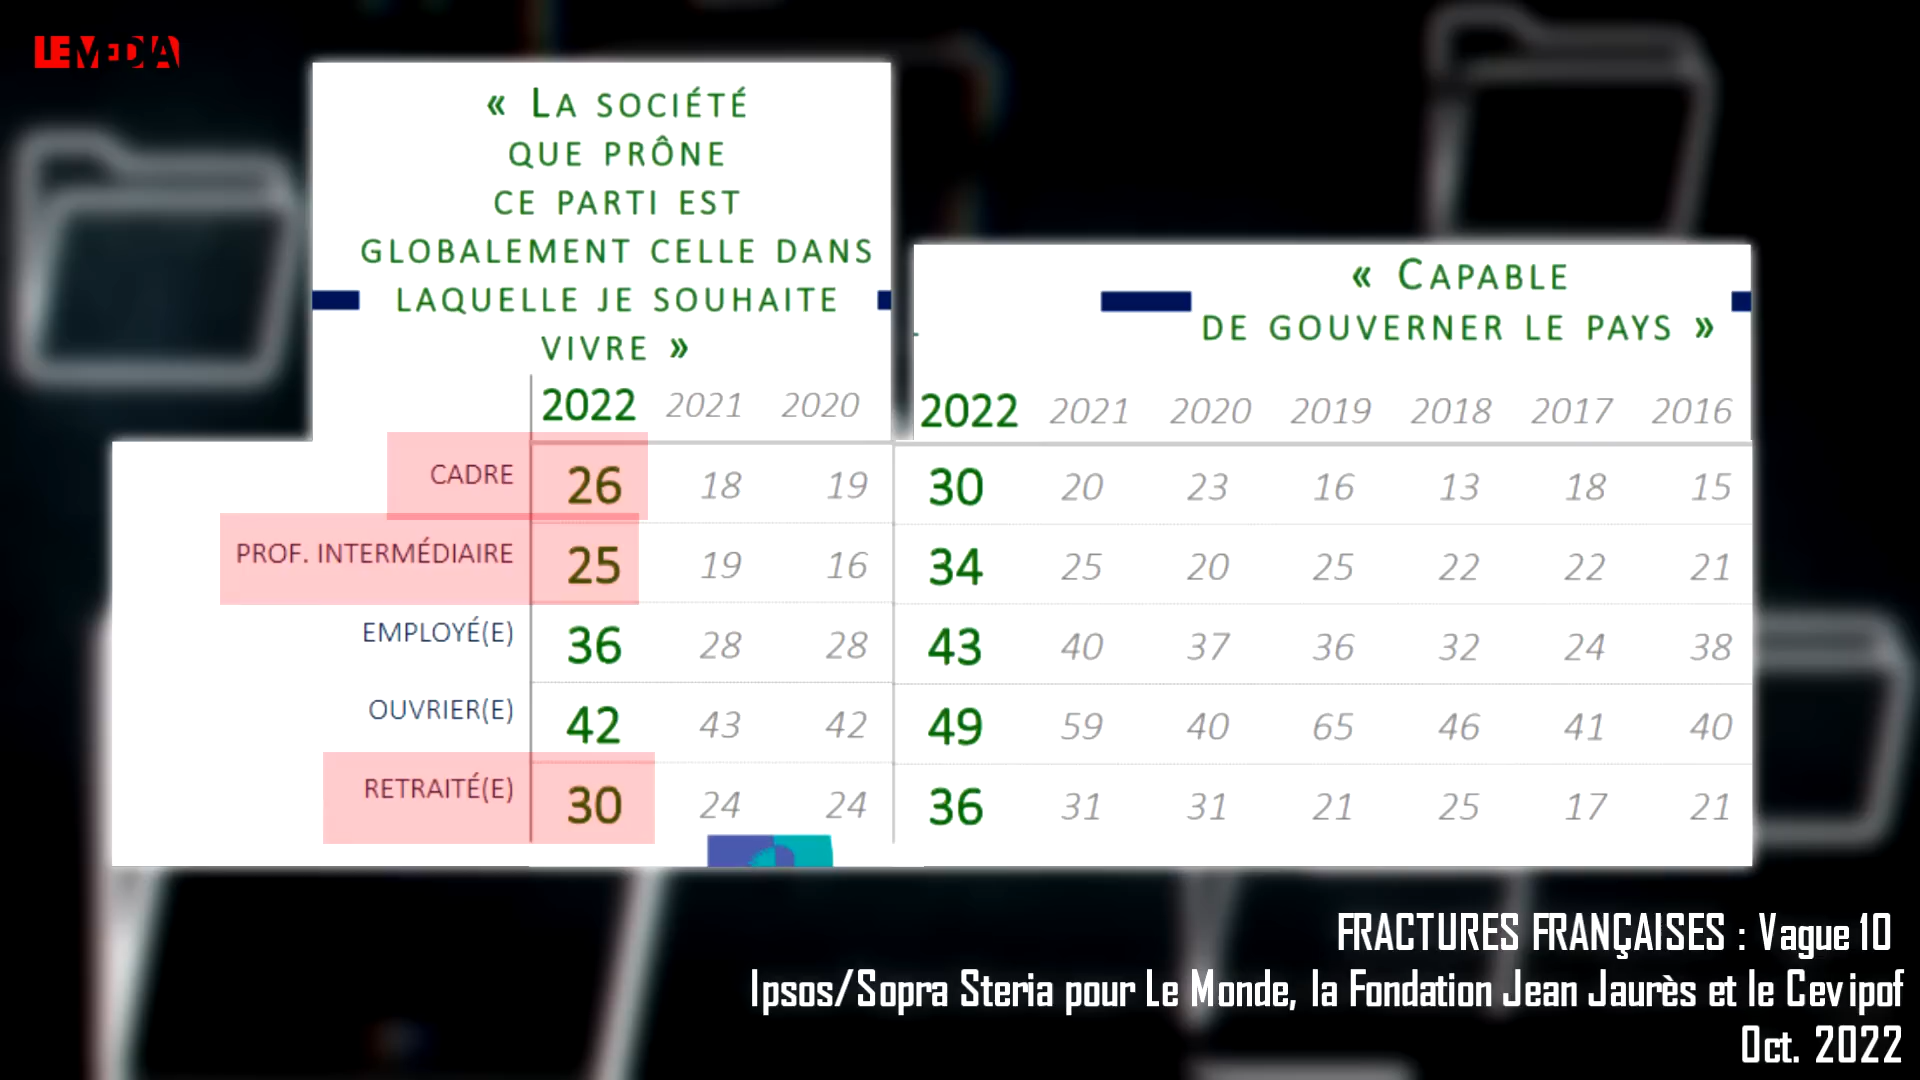 LEMEDIA
« LA SOCIÉTÉ
QUE PRÔNE
CE PARTI EST
GLOBALEMENT CELLE DANS
LAQUELLE JE SOUHAITE
VIVRE »
« CAPABLE
DE GOUVERNER LE PAYS »
2022 2021 2020 2022 2021 2020 2019 2018 2017 2016
CADRE 26 18 19 30 20 23 16 13 18 15
PROF. INTERMÉDIAIRE 25 19 16 34 25 20 25 22 22 21
EMPLOYÉ(E) 36 28 28 43 40 37 36 32 24 38
OUVRIER(E) 42 43 42 49 59 40 65 46 41 40
RETRAITÉ(E) 30 24 24 36 31 31 21 25 17 21
FRACTURES FRANÇAISES : Vague 10
Ipsos/Sopra Steria pour Le Monde, la Fondation Jean Jaurès et le Cevipof
Oct. 2022